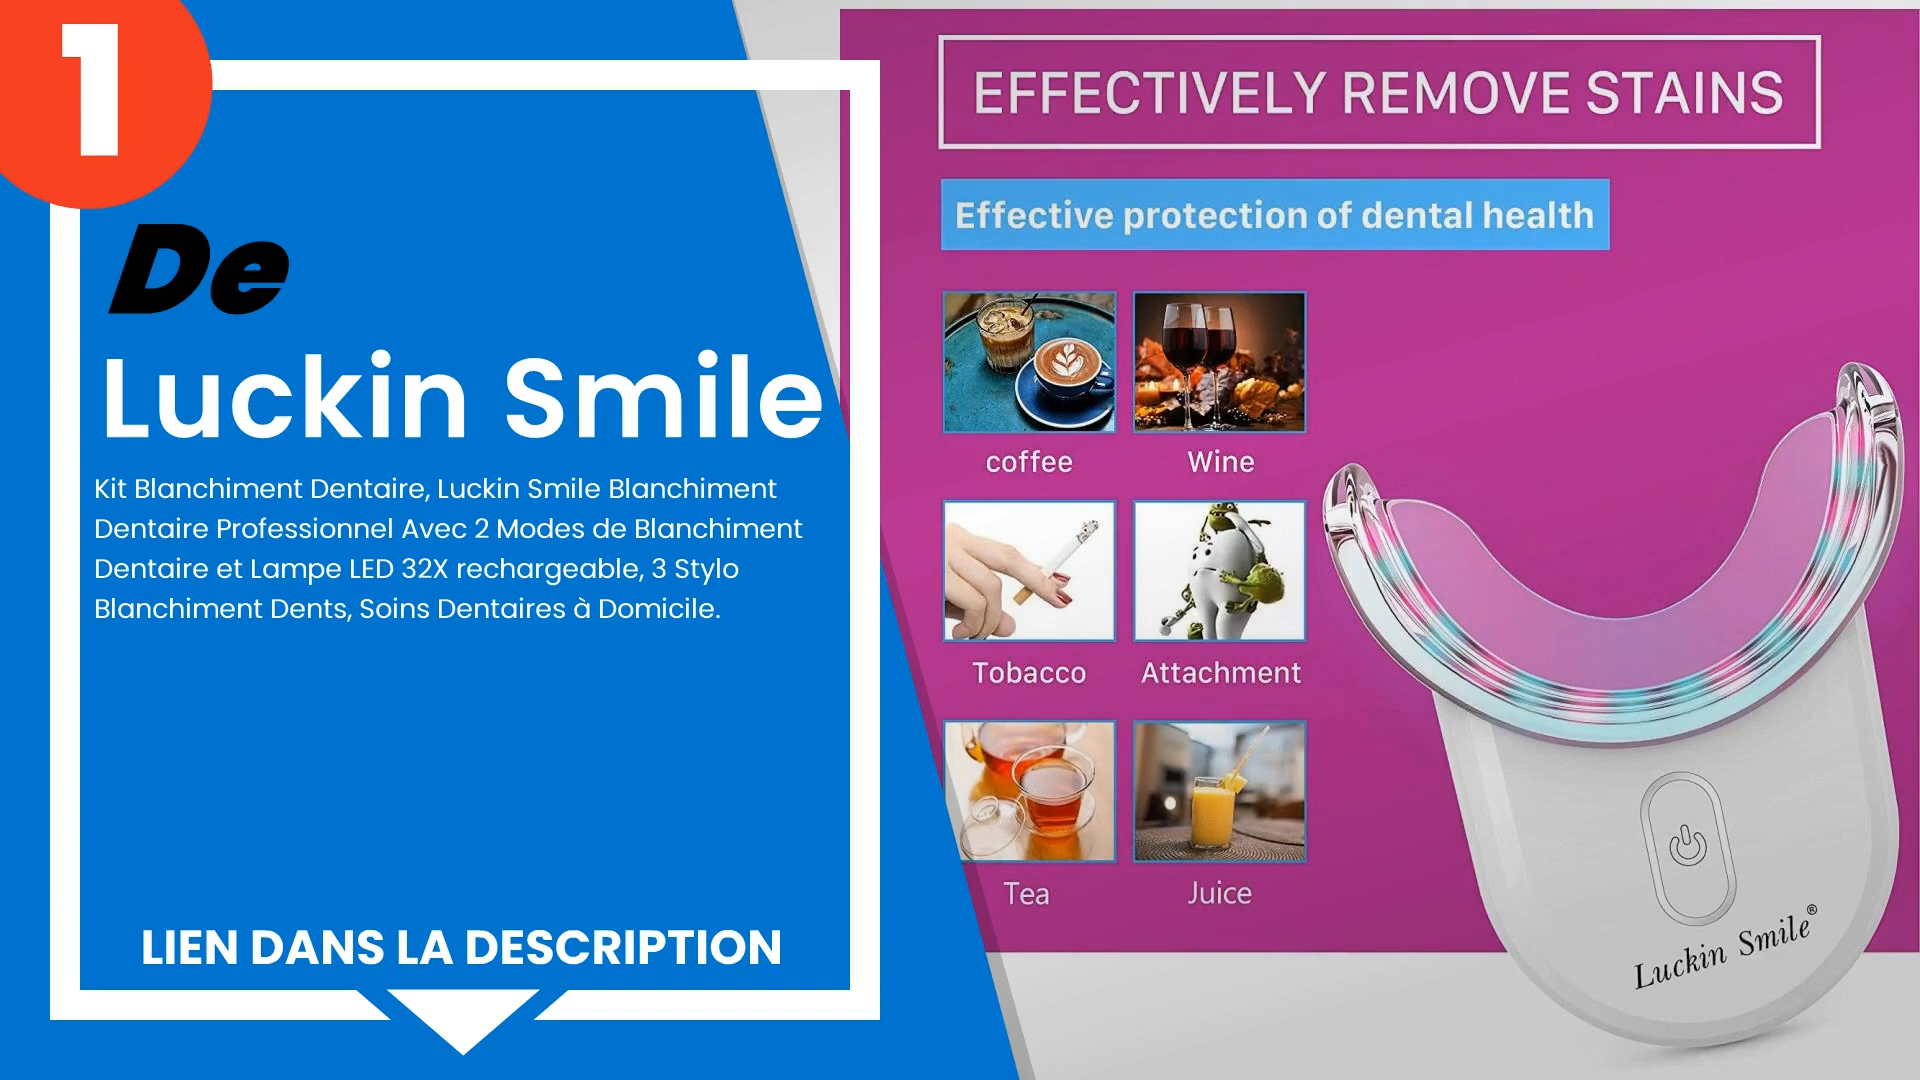 1
De
Luckin Smile
Kit Blanchiment Dentaire, Luckin Smile Blanchiment
Dentaire Professionnel Avec 2 Modes de Blanchiment
Dentaire et Lampe LED 32X rechargeable, 3 Stylo
Blanchiment Dents, Soins Dentaires à Domicile.
LIEN DANS LA DESCRIPTION
EFFECTIVELY REMOVE STAINS
Effective protection of dental health
coffee
Wine
Tobacco
Attachment
Tea
Juice
Luckin Smile®